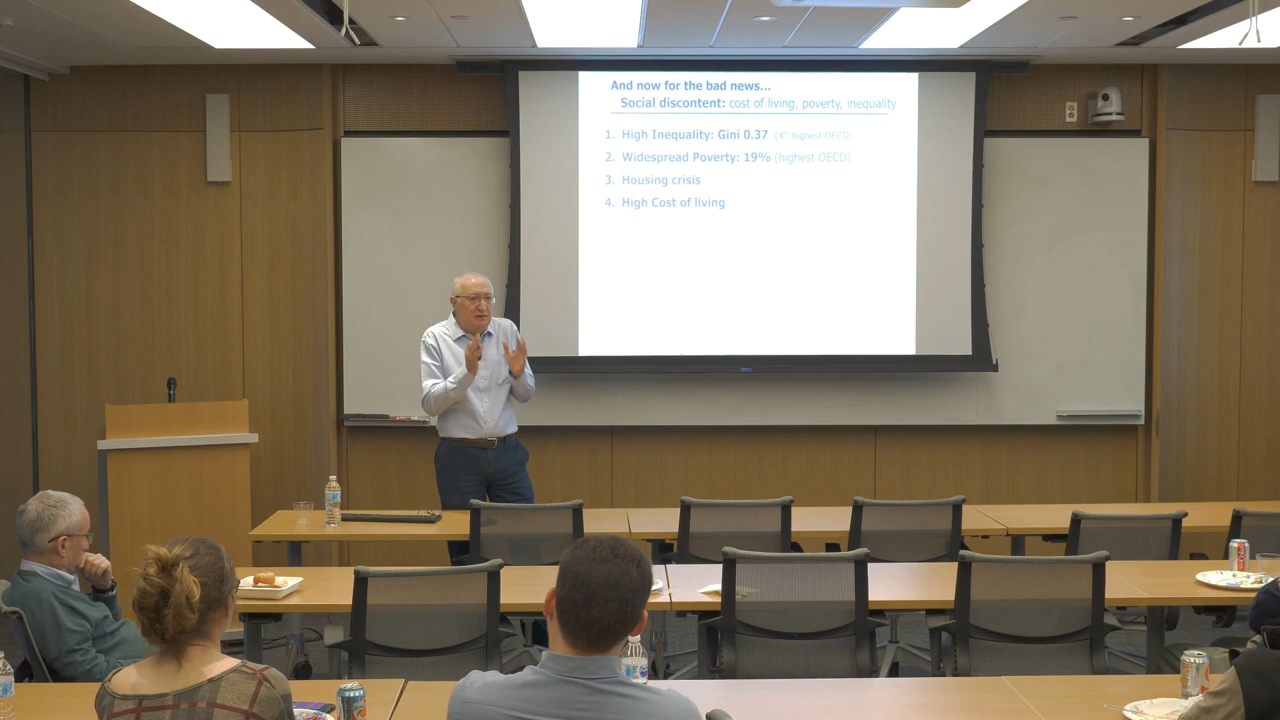 And now for the bad news...
Social discontent: cost of living, poverty, inequality
1. High Inequality: Gini 0.37 (4th highest OECD)
2. Widespread Poverty: 19% (highest OECD)
3. Housing crisis
4. High Cost of living